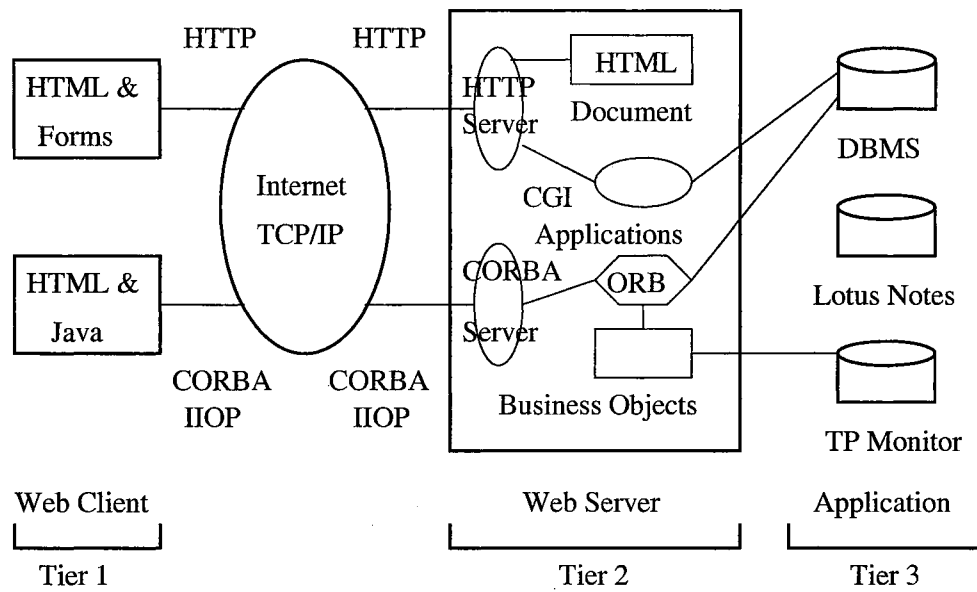 HTTP
HTTP
HTML &
Forms
HTML &
Java
Internet
TCP/IP
CORBA
IIOP
CORBA
IIOP
HTTP
Server
HTML
Document
CGI
Applications
CORBA
Server
ORB
Business Objects
DBMS
Lotus Notes
TP Monitor
Web Client
Web Server
Application
Tier 1
Tier 2
Tier 3